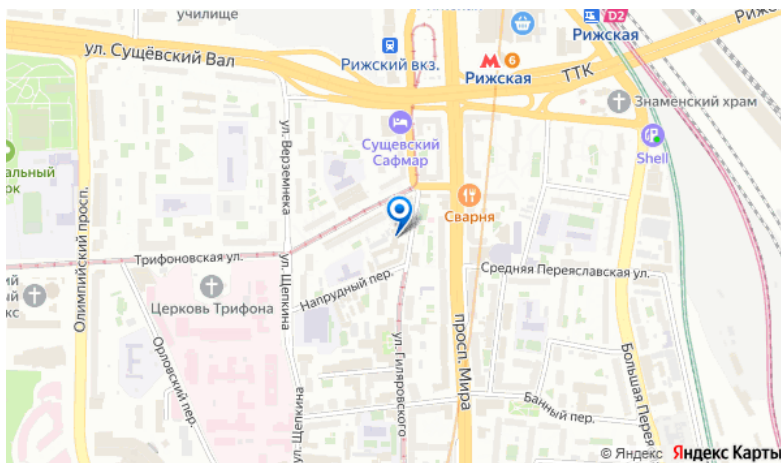 училище
ул. Сущёвский Вал
Рижский вкз.
Рижская
6
D2
Рижская
ТТК
Знаменский храм
Shell
Сущевский
Сафмар
ул. Верземнека
Сварня
Олимпийский просп.
Трифоновская ул.
Церковь Трифона
ул. Щепкина
Напрудный пер.
Средняя Переяславская ул.
Орловский пер.
ул. Гиляровского
просп. Мира
Банный пер.
Большая Перея
ул. Щепкина
© Яндекс Яндекс Карты